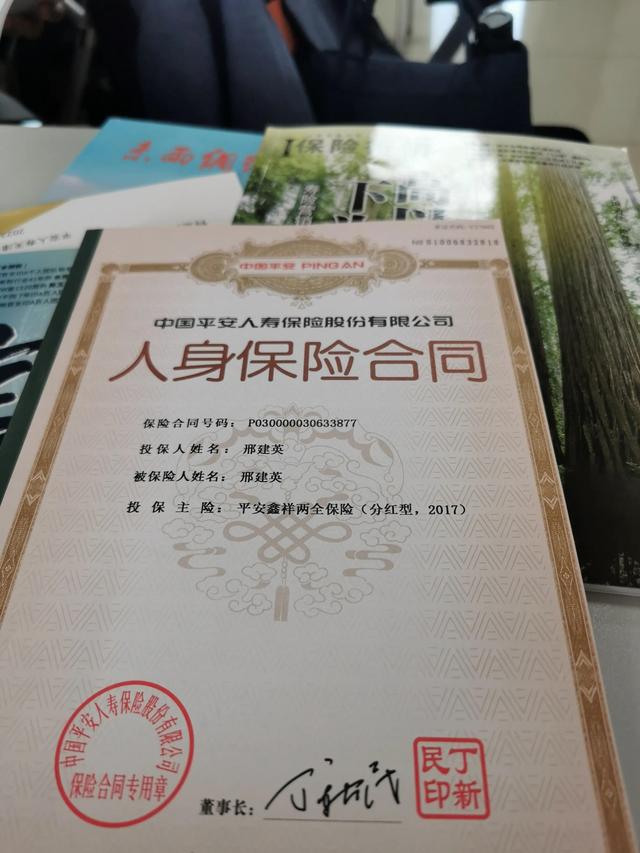 保险
中国平安 PINGAN
中国平安人寿保险股份有限公司
人身保险合同
保险合同号码： P030000030633877
投保人姓名： 邢建英
被保险人姓名： 邢建英
投保主险： 平安鑫祥两全保险（分红型，2017）
中国平安人寿保险股份有限公司
保险合同专用章
董事长：
丁新民印